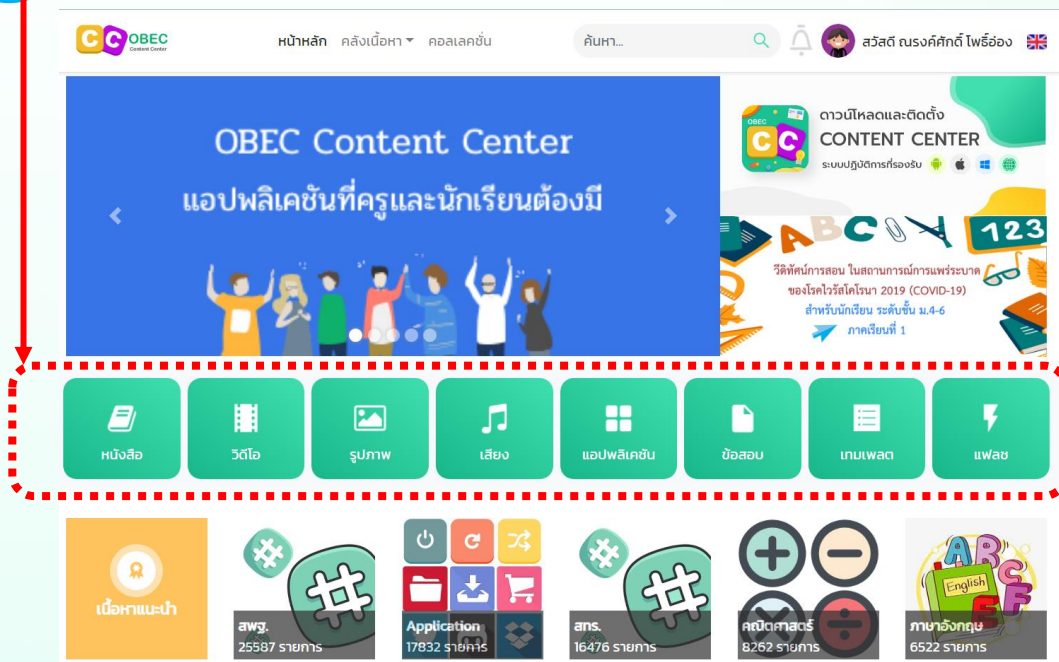 CC OBEC
Content Center
หน้าหลัก คลังเนื้อหา คอลเลคชั่น ค้นหา... สวัสดี ณรงค์ศักดิ์ โพธิ์อ่อง
OBEC Content Center
แอปพลิเคชันที่ครูและนักเรียนต้องมี
OBEC
CC
ดาวน์โหลดและติดตั้ง
CONTENT CENTER
ระบบปฏิบัติการที่รองรับ
ABC 123
วีดิทัศน์การสอน ในสถานการณ์การแพร่ระบาด
ของโรคไวรัสโคโรนา 2019 (COVID-19)
สำหรับนักเรียน ระดับชั้น ม.4-6
ภาคเรียนที่ 1
หนังสือ วิดีโอ รูปภาพ เสียง แอปพลิเคชัน ข้อสอบ เทมเพลต แฟลช
เนื้อหาแนะนำ
สพฐ.
25587 รายการ
Application
17832 รายการ
สทร.
16476 รายการ
คณิตศาสตร์
8262 รายการ
ABC
English
EF
ภาษาอังกฤษ
6522 รายการ